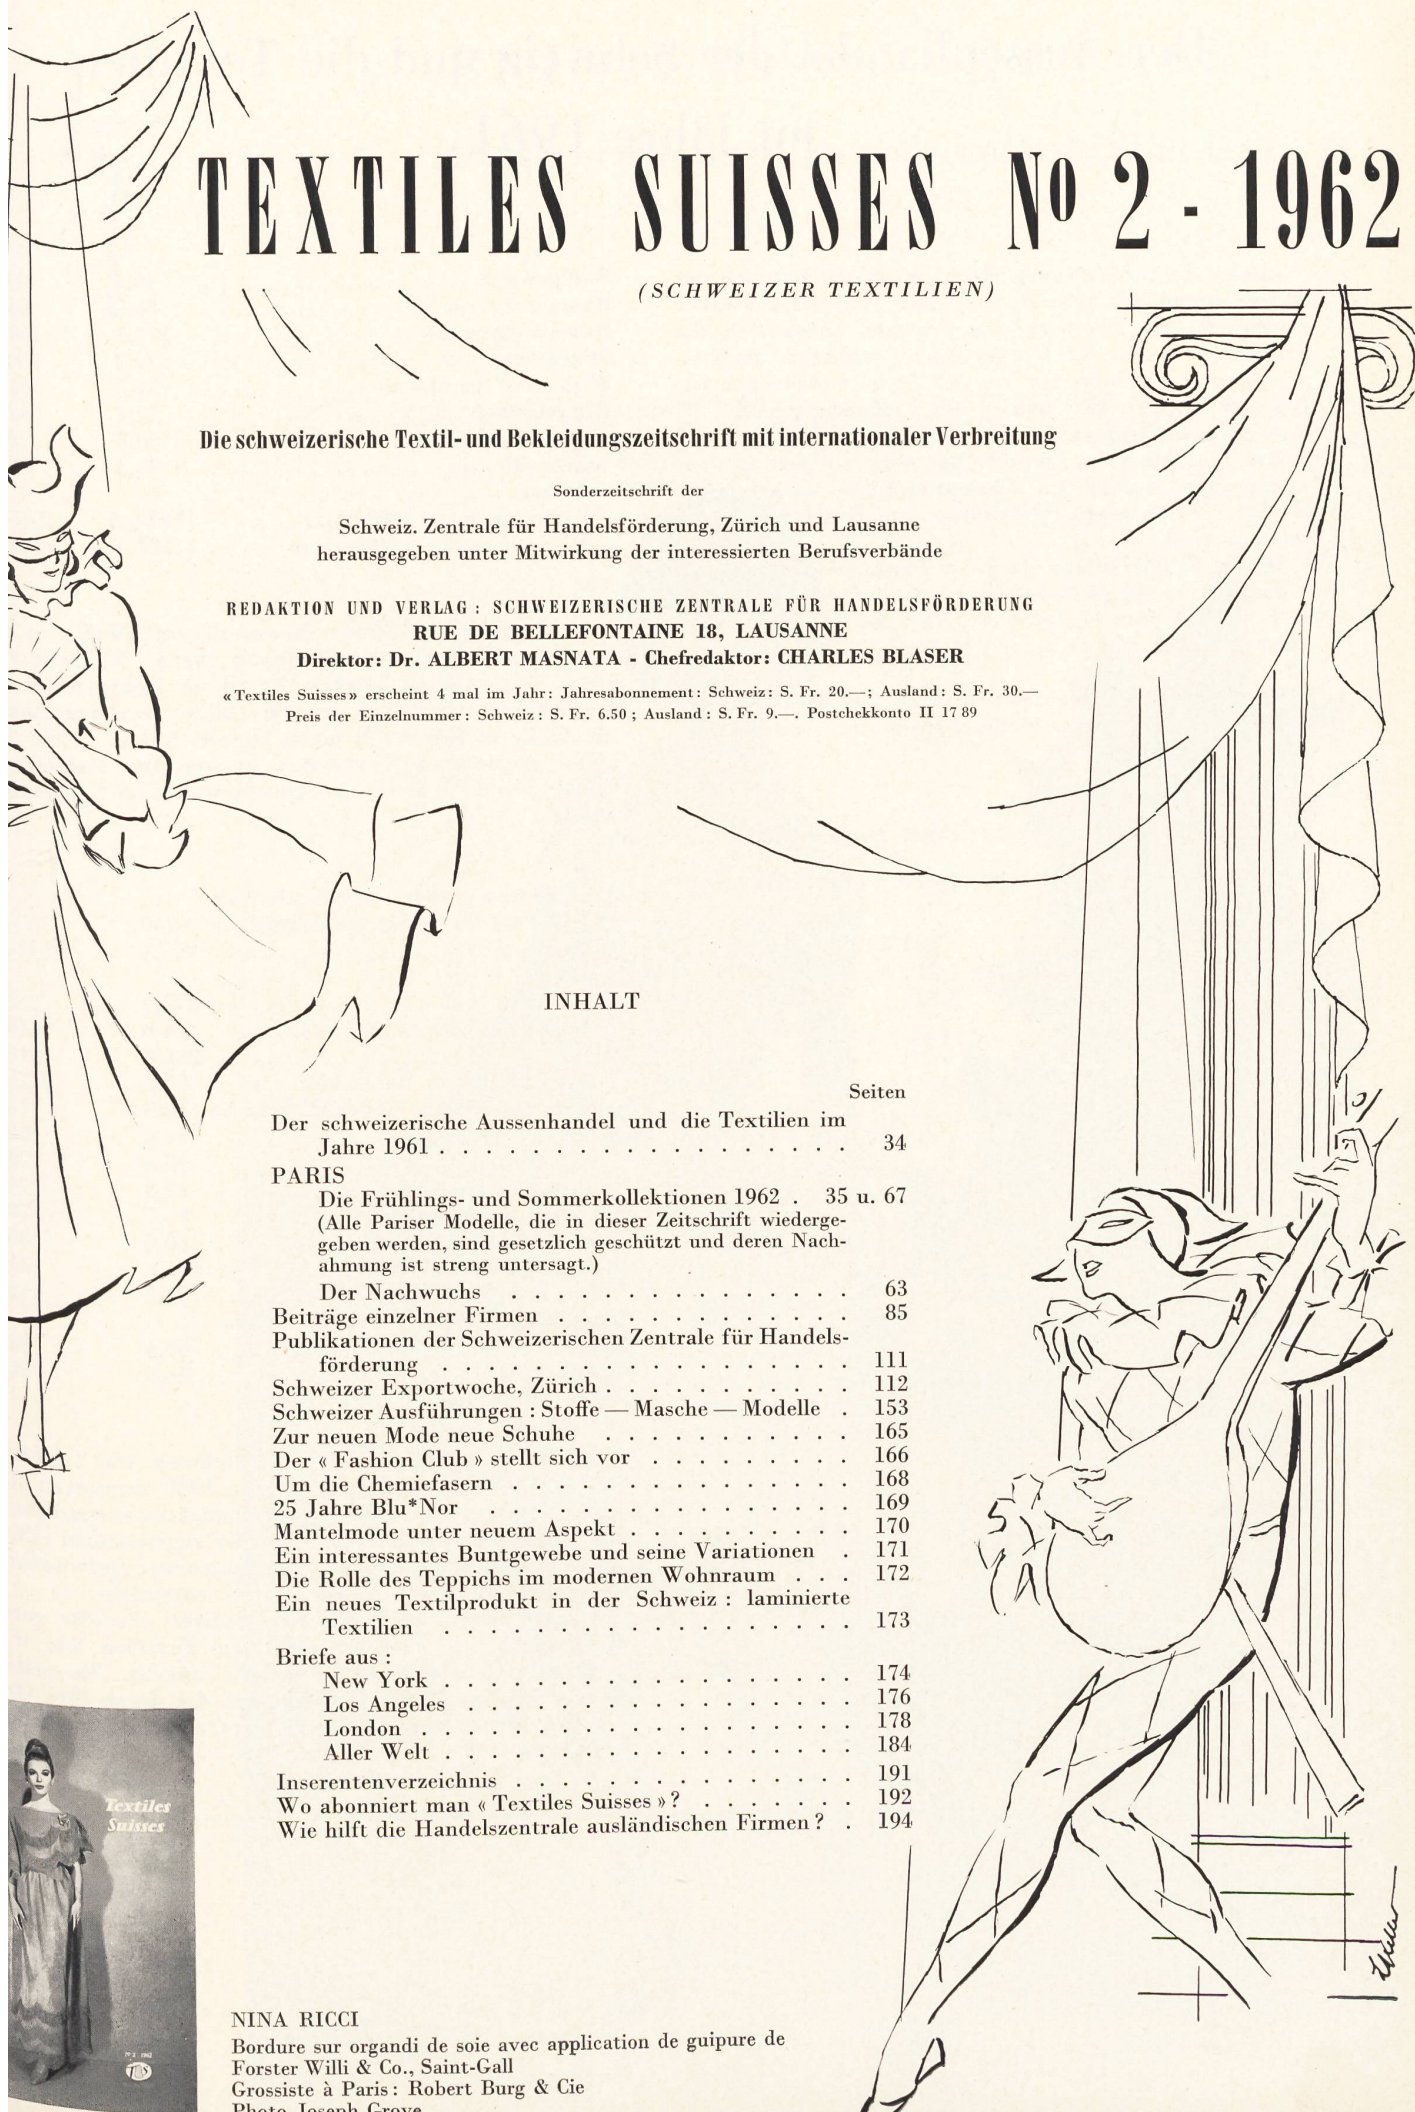 TEXTILES SUISSES Nº 2 - 1962
(SCHWEIZER TEXTILIEN)
Die schweizerische Textil- und Bekleidungszeitschrift mit internationaler Verbreitung
Sonderzeitschrift der
Schweiz. Zentrale für Handelsförderung, Zürich und Lausanne
herausgegeben unter Mitwirkung der interessierten Berufsverbände
REDAKTION UND VERLAG : SCHWEIZERISCHE ZENTRALE FÜR HANDELSFÖRDERUNG
RUE DE BELLEFONTAINE 18, LAUSANNE
Direktor: Dr. ALBERT MASNATA - Chefredaktor: CHARLES BLASER
« Textiles Suisses » erscheint 4 mal im Jahr : Jahresabonnement : Schweiz : S. Fr. 20.—; Ausland : S. Fr. 30.—
Preis der Einzelnummer : Schweiz : S. Fr. 6.50 ; Ausland : S. Fr. 9.—. Postchekkonto II 17 89
INHALT
Seiten
Der schweizerische Aussenhandel und die Textilien im
Jahre 1961 . . . . . . . . . . . . . . . . . . 34
PARIS
Die Frühlings- und Sommerkollektionen 1962 . 35 u. 67
(Alle Pariser Modelle, die in dieser Zeitschrift wiederge-
geben werden, sind gesetzlich geschützt und deren Nach-
ahmung ist streng untersagt.)
Der Nachwuchs . . . . . . . . . . . . . . . 63
Beiträge einzelner Firmen . . . . . . . . . . . . . 85
Publikationen der Schweizerischen Zentrale für Handels-
förderung . . . . . . . . . . . . . . . . . . 111
Schweizer Exportwoche, Zürich . . . . . . . . . . . 112
Schweizer Ausführungen : Stoffe — Masche — Modelle . 153
Zur neuen Mode neue Schuhe . . . . . . . . . . . 165
Der « Fashion Club » stellt sich vor . . . . . . . . . 166
Um die Chemiefasern . . . . . . . . . . . . . . . 168
25 Jahre Blu*Nor . . . . . . . . . . . . . . . . 169
Mantelmode unter neuem Aspekt . . . . . . . . . . 170
Ein interessantes Buntgewebe und seine Variationen . 171
Die Rolle des Teppichs im modernen Wohnraum . . . 172
Ein neues Textilprodukt in der Schweiz : laminierte
Textilien . . . . . . . . . . . . . . . . . . 173
Briefe aus :
New York . . . . . . . . . . . . . . . . . . 174
Los Angeles . . . . . . . . . . . . . . . . . 176
London . . . . . . . . . . . . . . . . . . . 178
Aller Welt . . . . . . . . . . . . . . . . . . 184
Inserentenverzeichnis . . . . . . . . . . . . . . . 191
Wo abonniert man « Textiles Suisses » ? . . . . . . . 192
Wie hilft die Handelszentrale ausländischen Firmen ? . 194
Textiles
Suisses
Nº 2 1962
NINA RICCI
Bordure sur organdi de soie avec application de guipure de
Forster Willi & Co., Saint-Gall
Grossiste à Paris : Robert Burg & Cie
Photo Joseph Grove